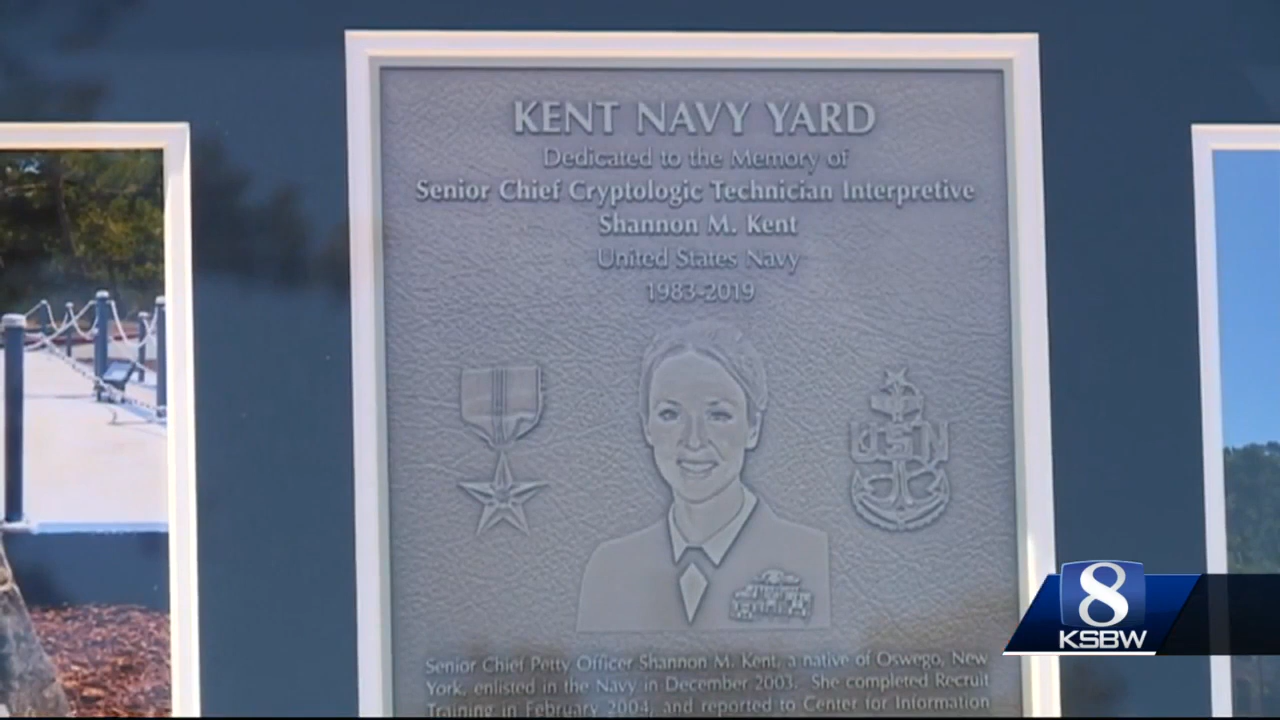 KENT NAVY YARD
Dedicated to the Memory of
Senior Chief Cryptologic Technician Interpretive
Shannon M. Kent
United States Navy
1983-2019
USN
Senior Chief Petty Officer Shannon M. Kent, a native of Oswego, New
York, enlisted in the Navy in December 2003. She completed Recruit
Training in February 2004, and reported to Center for Information
8
KSBW